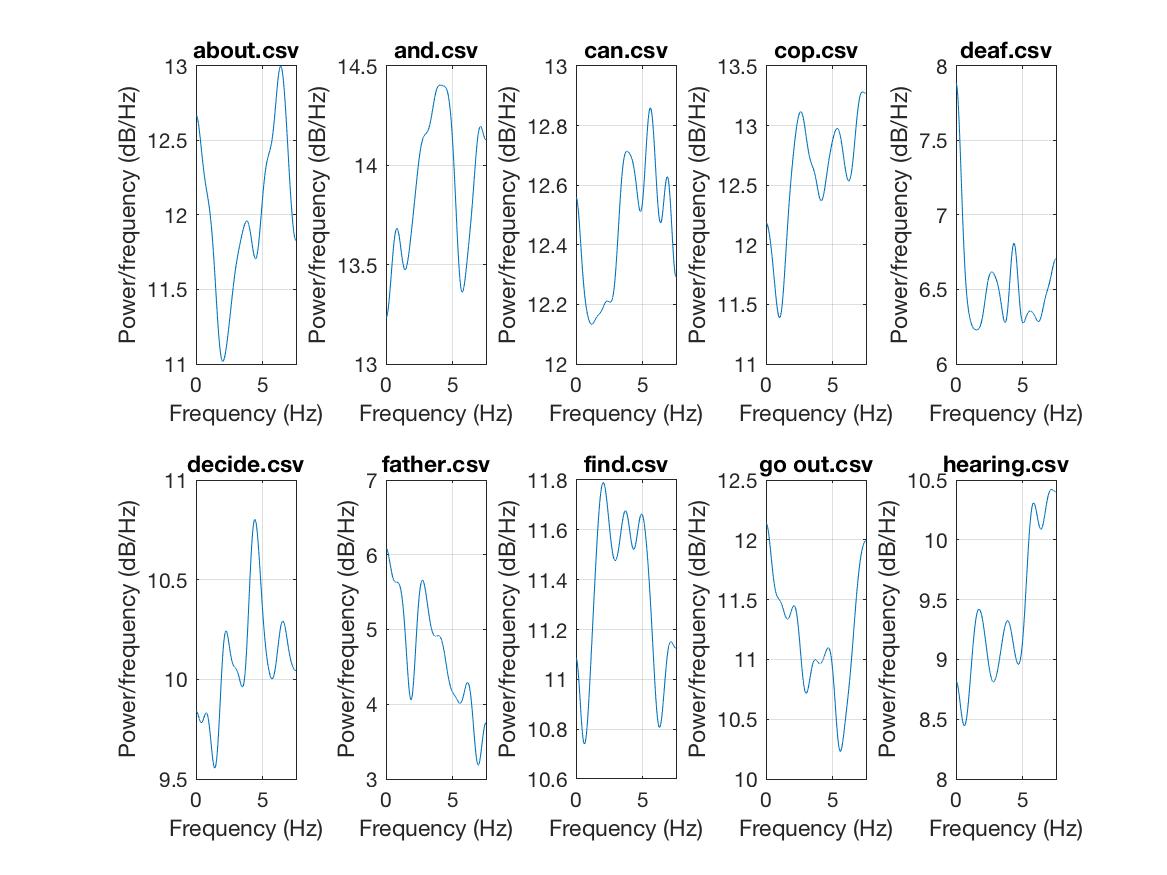 about.csv
and.csv
can.csv
cop.csv
deaf.csv
Power/frequency (dB/Hz)
13
12.5
12
11.5
11
0
5
Frequency (Hz)
Power/frequency (dB/Hz)
14.5
14
13.5
13
0
5
Frequency (Hz)
Power/frequency (dB/Hz)
13
12.8
12.6
12.4
12.2
12
0
5
Frequency (Hz)
Power/frequency (dB/Hz)
13.5
13
12.5
12
11.5
11
0
5
Frequency (Hz)
Power/frequency (dB/Hz)
8
7.5
7
6.5
6
0
5
Frequency (Hz)
decide.csv
father.csv
find.csv
go out.csv
hearing.csv
Power/frequency (dB/Hz)
11
10.5
10
9.5
0
5
Frequency (Hz)
Power/frequency (dB/Hz)
7
6
5
4
3
0
5
Frequency (Hz)
Power/frequency (dB/Hz)
11.8
11.6
11.4
11.2
11
10.8
10.6
0
5
Frequency (Hz)
Power/frequency (dB/Hz)
12.5
12
11.5
11
10.5
10
0
5
Frequency (Hz)
Power/frequency (dB/Hz)
10.5
10
9.5
9
8.5
8
0
5
Frequency (Hz)